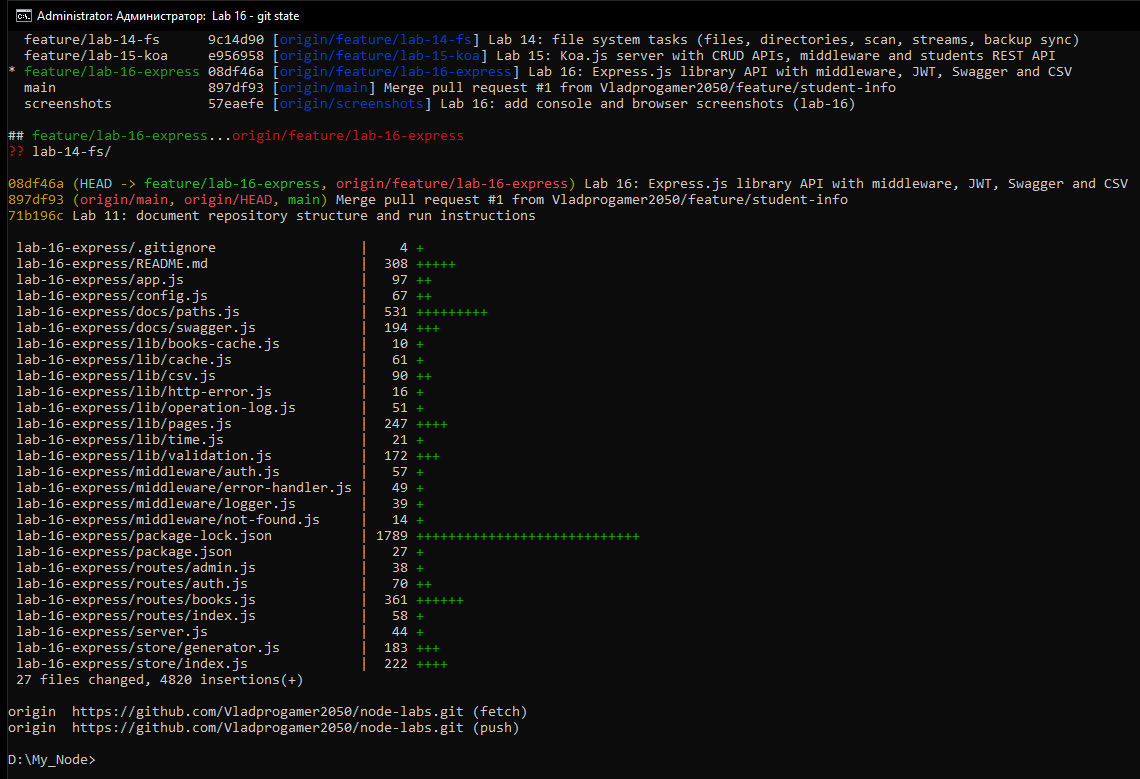 Administrator: Администратор:  Lab 16 - git state
  feature/lab-14-fs      9c14d90 [origin/feature/lab-14-fs] Lab 14: file system tasks (files, directories, scan, streams, backup sync)
  feature/lab-15-koa     e956958 [origin/feature/lab-15-koa] Lab 15: Koa.js server with CRUD APIs, middleware and students REST API
* feature/lab-16-express 08df46a [origin/feature/lab-16-express] Lab 16: Express.js library API with middleware, JWT, Swagger and CSV
  main                   897df93 [origin/main] Merge pull request #1 from Vladprogamer2050/feature/student-info
  screenshots            57eaefe [origin/screenshots] Lab 16: add console and browser screenshots (lab-16)
## feature/lab-16-express...origin/feature/lab-16-express
?? lab-14-fs/
08df46a (HEAD -> feature/lab-16-express, origin/feature/lab-16-express) Lab 16: Express.js library API with middleware, JWT, Swagger and CSV
897df93 (origin/main, origin/HEAD, main) Merge pull request #1 from Vladprogamer2050/feature/student-info
71b196c Lab 11: document repository structure and run instructions
 lab-16-express/.gitignore                  |    4 +
 lab-16-express/README.md                   |  308 +++++
 lab-16-express/app.js                      |   97 ++
 lab-16-express/config.js                   |   67 ++
 lab-16-express/docs/paths.js               |  531 +++++++++
 lab-16-express/docs/swagger.js             |  194 +++
 lab-16-express/lib/books-cache.js          |   10 +
 lab-16-express/lib/cache.js                |   61 +
 lab-16-express/lib/csv.js                  |   90 ++
 lab-16-express/lib/http-error.js           |   16 +
 lab-16-express/lib/operation-log.js        |   51 +
 lab-16-express/lib/pages.js                |  247 ++++
 lab-16-express/lib/time.js                 |   21 +
 lab-16-express/lib/validation.js           |  172 +++
 lab-16-express/middleware/auth.js          |   57 +
 lab-16-express/middleware/error-handler.js |   49 +
 lab-16-express/middleware/logger.js        |   39 +
 lab-16-express/middleware/not-found.js     |   14 +
 lab-16-express/package-lock.json           | 1789 ++++++++++++++++++++++++++++
 lab-16-express/package.json                |   27 +
 lab-16-express/routes/admin.js             |   38 +
 lab-16-express/routes/auth.js              |   70 ++
 lab-16-express/routes/books.js             |  361 ++++++
 lab-16-express/routes/index.js             |   58 +
 lab-16-express/server.js                   |   44 +
 lab-16-express/store/generator.js          |  183 +++
 lab-16-express/store/index.js              |  222 ++++
 27 files changed, 4820 insertions(+)
origin  https://github.com/Vladprogamer2050/node-labs.git (fetch)
origin  https://github.com/Vladprogamer2050/node-labs.git (push)
D:\My_Node>